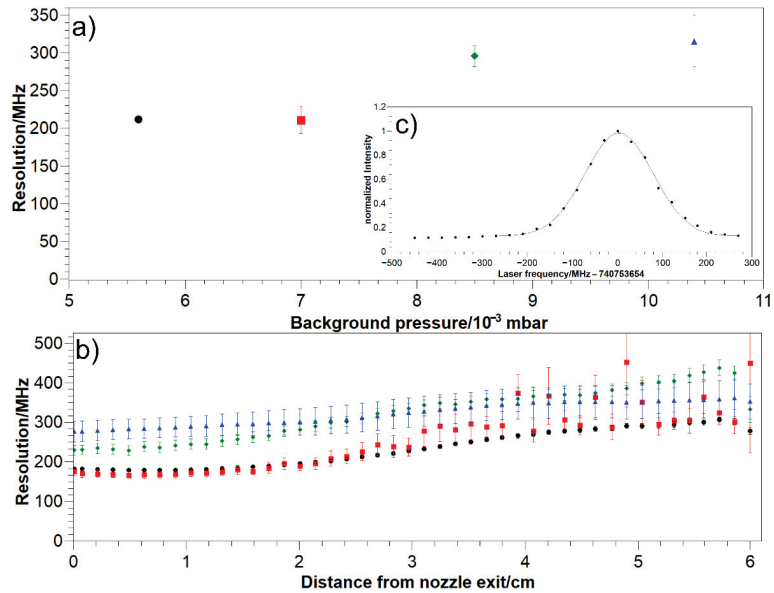 a)
Resolution/MHz
350
300
250
200
150
100
50
0
5 6 7 8 9 10 11
Background pressure/10⁻³ mbar
c)
normalized Intensity
1.2
1
0.8
0.6
0.4
0.2
0
−500 −400 −300 −200 −100 0 100 200 300
Laser frequency/MHz − 740753654
b)
Resolution/MHz
500
400
300
200
100
0
0 1 2 3 4 5 6
Distance from nozzle exit/cm